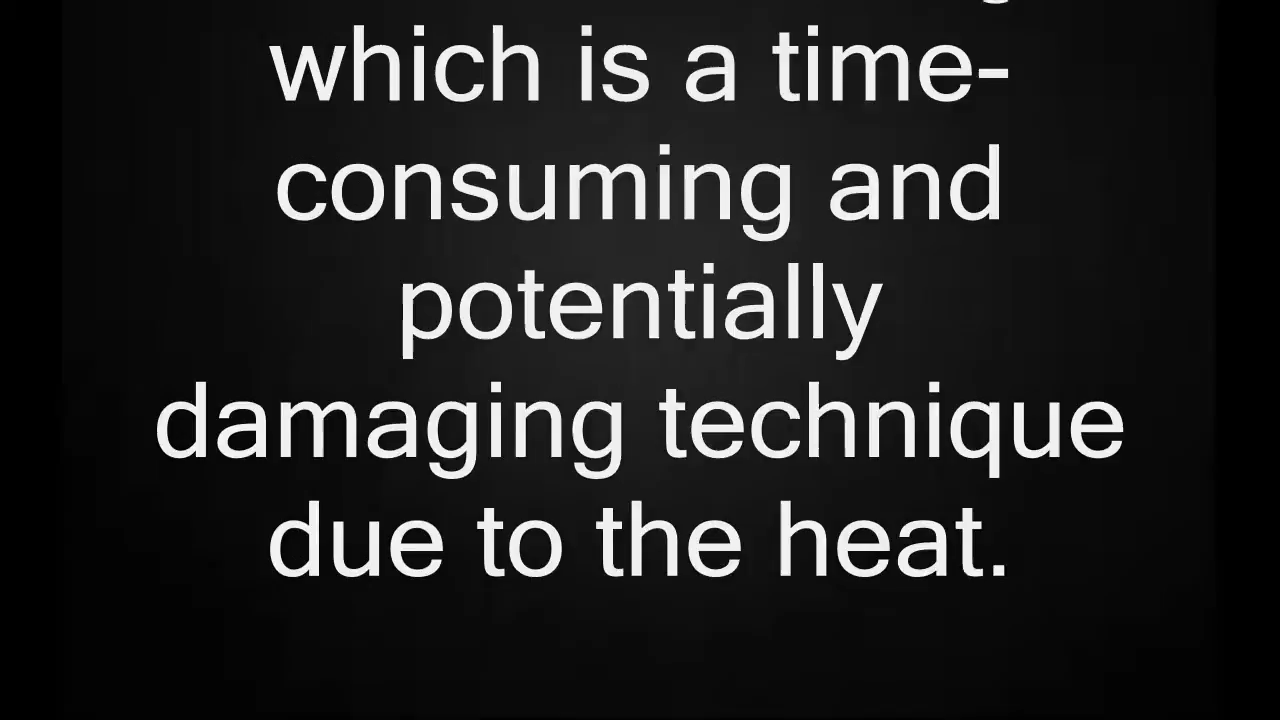 which is a time-
consuming and
potentially
damaging technique
due to the heat.